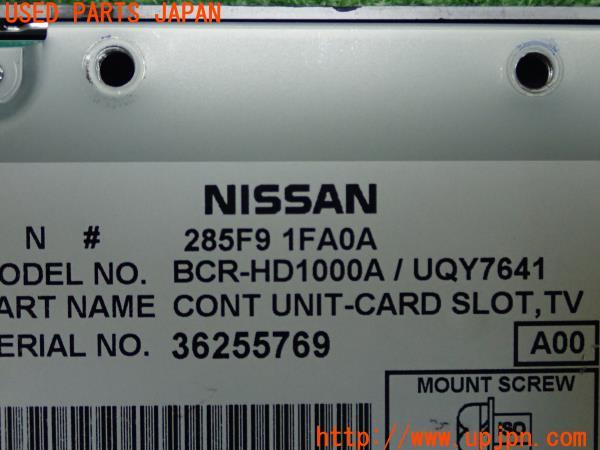 USED PARTS JAPAN
NISSAN
N # 285F9 1FA0A
ODEL NO. BCR-HD1000A / UQY7641
ART NAME CONT UNIT-CARD SLOT,TV
ERIAL NO. 36255769
A00
MOUNT SCREW
ISO
http://www.upjpn.com